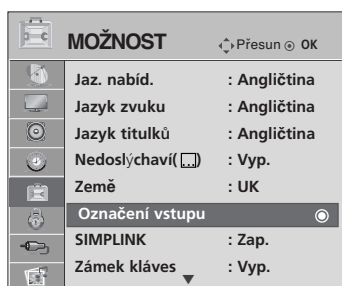 MOŽNOST Přesun OK
Jaz. nabíd. : Angličtina
Jazyk zvuku : Angličtina
Jazyk titulků : Angličtina
Nedoslýchaví( ) : Vyp.
Země : UK
Označení vstupu
SIMPLINK : Zap.
Zámek kláves : Vyp.